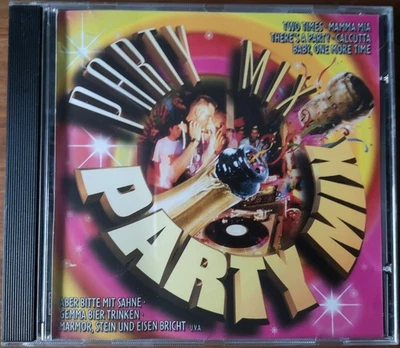 TWO TIMES · MAMMA MIA
THERE'S A PARTY · CALCUTTA
BABY, ONE MORE TIME
PARTY MIX
PARTY MIX
ABER BITTE MIT SAHNE ·
GEMMA BIER TRINKEN ·
MARMOR, STEIN UND EISEN BRICHT U.V.A.